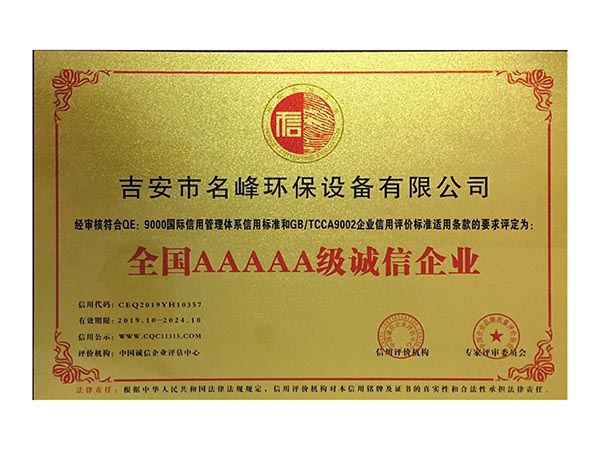 信
吉安市名峰环保设备有限公司
经审核符合QE：9000国际信用管理体系信用标准和GB/TCCA9002企业信用评价标准适用条款的要求评定为：
全国AAAAA级诚信企业
信用代码：CEQ2019YH10357
有效期限：2019.10—2024.10
信用公示：WWW.CQC11315.COM
评价机构：中国诚信企业评估中心
信用评价机构
专家评审委员会
法律责任：根据中华人民共和国法律法规规定，信用评价机构对本信用铭牌及证书的真实性和合法性承担法律责任。